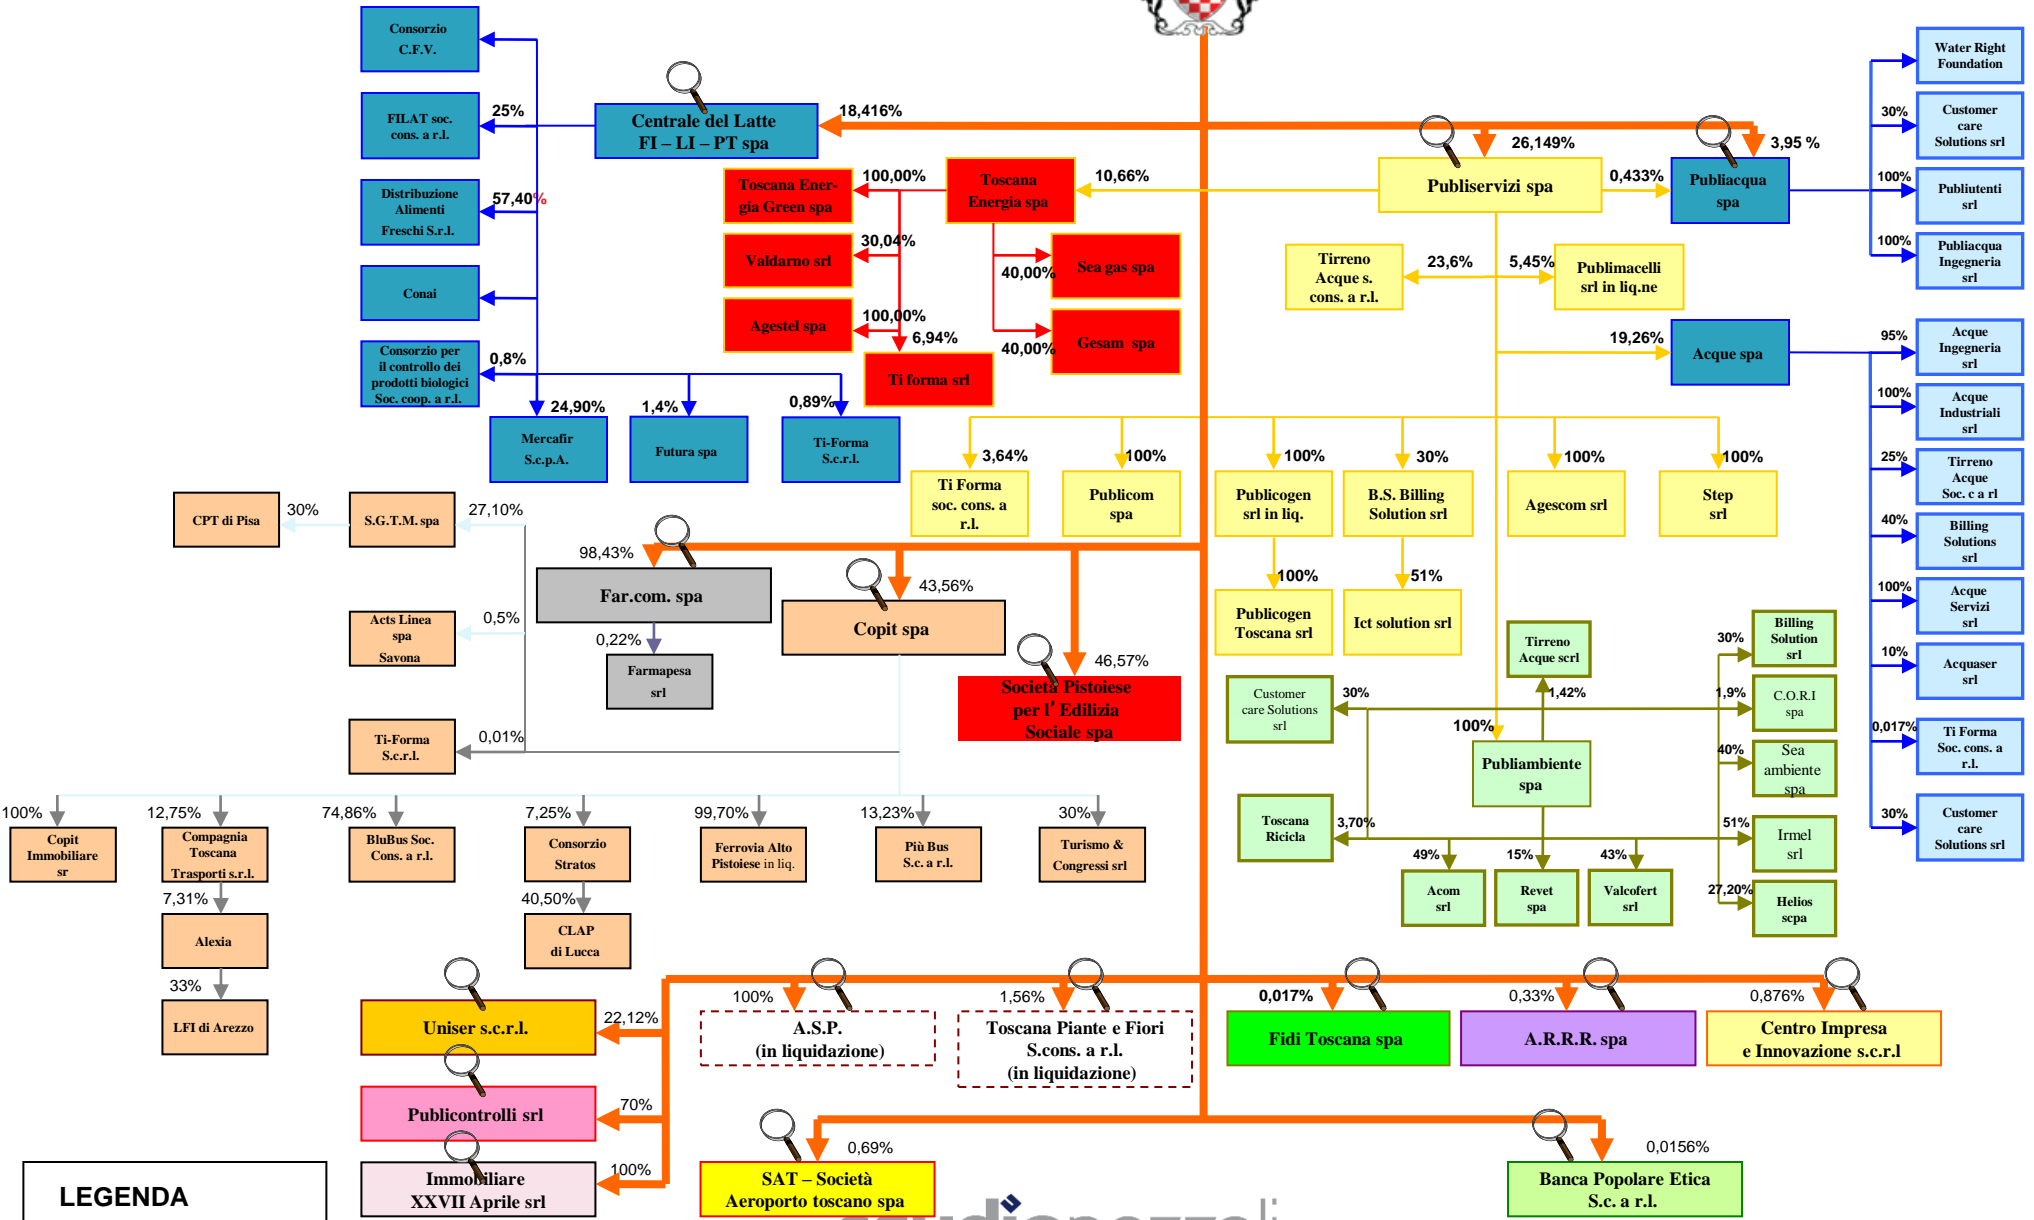 Consorzio
C.F.V.
FILAT soc.
cons. a r.l.
25%
Distribuzione
Alimenti
Freschi S.r.l.
57,40%
Conai
Consorzio per
il controllo dei
prodotti biologici
Soc. coop. a r.l.
0,8%
Centrale del Latte
FI – LI – PT spa
18,416%
24,90%
Mercafir
S.c.p.A.
1,4%
Futura spa
0,89%
Ti-Forma
S.c.r.l.
Toscana Ener-
gia Green spa
100,00%
Toscana
Energia spa
10,66%
Valdarno srl
30,04%
Sea gas spa
40,00%
Agestel spa
100,00%
6,94%
Gesam spa
40,00%
Ti forma srl
26,149%
Publiservizi spa
0,433%
3,95 %
Publiacqua
spa
Water Right
Foundation
30%
Customer
care
Solutions srl
100%
Publiutenti
srl
100%
Publiacqua
Ingegneria
srl
Tirreno
Acque s.
cons. a r.l.
23,6%
5,45%
Publimacelli
srl in liq.ne
19,26%
Acque spa
95%
Acque
Ingegneria
srl
100%
Acque
Industriali
srl
25%
Tirreno
Acque
Soc. c a rl
40%
Billing
Solutions
srl
100%
Acque
Servizi
srl
10%
Acquaser
srl
0,017%
Ti Forma
Soc. cons. a
r.l.
30%
Customer
care
Solutions srl
3,64%
Ti Forma
soc. cons. a
r.l.
100%
Publicom
spa
100%
Publicogen
srl in liq.
30%
B.S. Billing
Solution srl
100%
Agescom srl
100%
Step
srl
100%
Publicogen
Toscana srl
51%
Ict solution srl
CPT di Pisa
30%
S.G.T.M. spa
27,10%
Acts Linea
spa
Savona
0,5%
Ti-Forma
S.c.r.l.
0,01%
98,43%
Far.com. spa
0,22%
Farmapesa
srl
43,56%
Copit spa
46,57%
Società Pistoiese
per l’ Edilizia
Sociale spa
Tirreno
Acque scrl
1,42%
Customer
care Solutions
srl
30%
100%
Publiambiente
spa
Toscana
Ricicla
3,70%
49%
Acom
srl
15%
Revet
spa
43%
Valcofert
srl
30%
Billing
Solution
srl
1,9%
C.O.R.I
spa
40%
Sea
ambiente
spa
51%
Irmel
srl
27,20%
Helios
scpa
100%
Copit
Immobiliare
sr
12,75%
Compagnia
Toscana
Trasporti s.r.l.
74,86%
BluBus Soc.
Cons. a r.l.
7,25%
Consorzio
Stratos
99,70%
Ferrovia Alto
Pistoiese in liq.
13,23%
Più Bus
S.c. a r.l.
30%
Turismo &
Congressi srl
7,31%
Alexia
33%
LFI di Arezzo
40,50%
CLAP
di Lucca
Uniser s.c.r.l.
22,12%
100%
A.S.P.
(in liquidazione)
1,56%
Toscana Piante e Fiori
S.cons. a r.l.
(in liquidazione)
0,017%
Fidi Toscana spa
0,33%
A.R.R.R. spa
0,876%
Centro Impresa
e Innovazione s.c.r.l
Publicontrolli srl
70%
Immobiliare
XXVII Aprile srl
100%
0,69%
SAT – Società
Aeroporto toscano spa
0,0156%
Banca Popolare Etica
S.c. a r.l.
LEGENDA